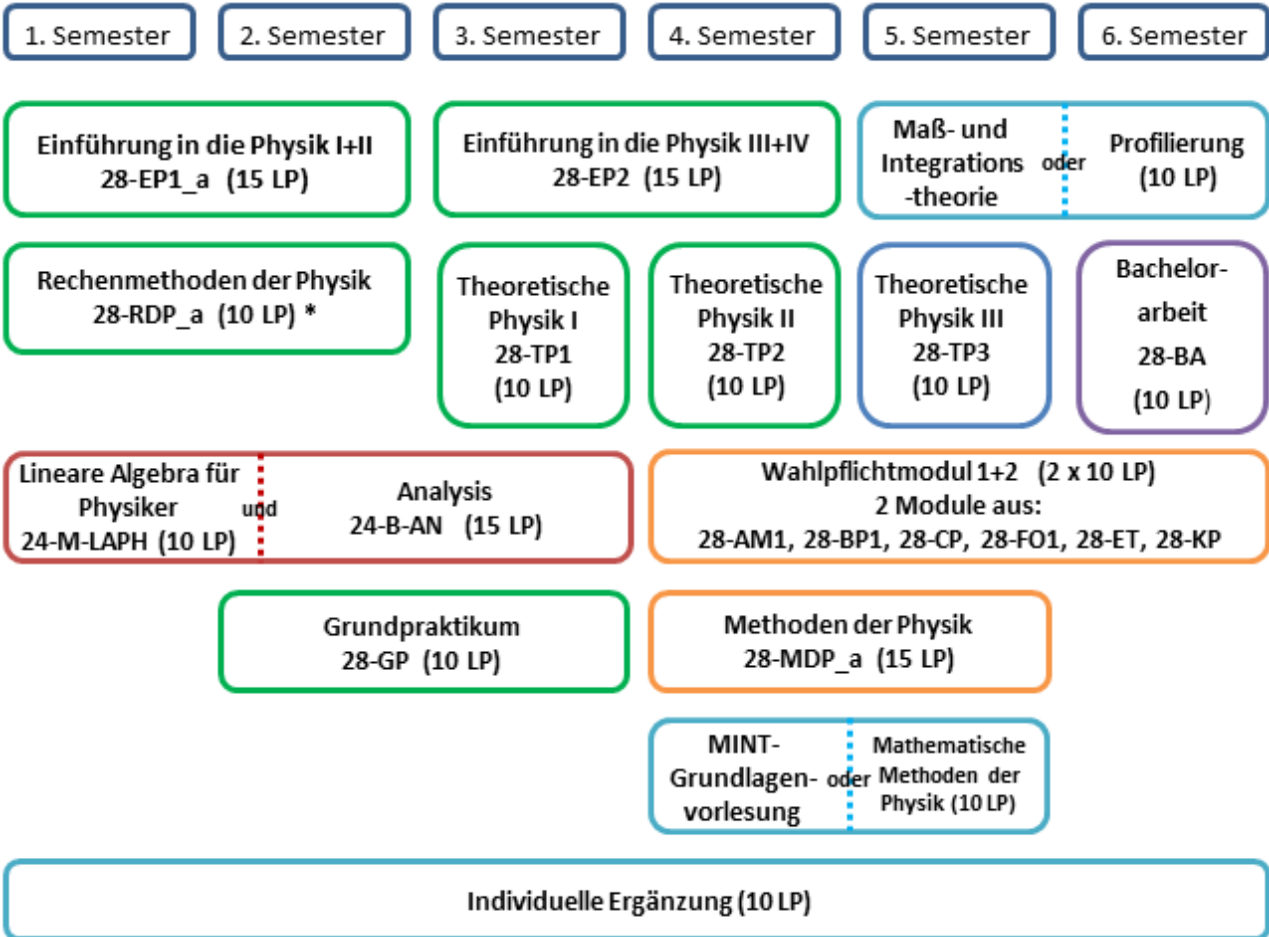 1. Semester
2. Semester
3. Semester
4. Semester
5. Semester
6. Semester
Einführung in die Physik I+II
28-EP1_a (15 LP)
Einführung in die Physik III+IV
28-EP2 (15 LP)
Maß- und
Integrations
-theorie
oder
Profilierung
(10 LP)
Rechenmethoden der Physik
28-RDP_a (10 LP) *
Theoretische
Physik I
28-TP1
(10 LP)
Theoretische
Physik II
28-TP2
(10 LP)
Theoretische
Physik III
28-TP3
(10 LP)
Bachelor-
arbeit
28-BA
(10 LP)
Lineare Algebra für
Physiker
24-M-LAPH (10 LP)
und
Analysis
24-B-AN (15 LP)
Wahlpflichtmodul 1+2 (2 x 10 LP)
2 Module aus:
28-AM1, 28-BP1, 28-CP, 28-FO1, 28-ET, 28-KP
Grundpraktikum
28-GP (10 LP)
Methoden der Physik
28-MDP_a (15 LP)
MINT-
Grundlagen-
vorlesung
oder
Mathematische
Methoden der
Physik (10 LP)
Individuelle Ergänzung (10 LP)